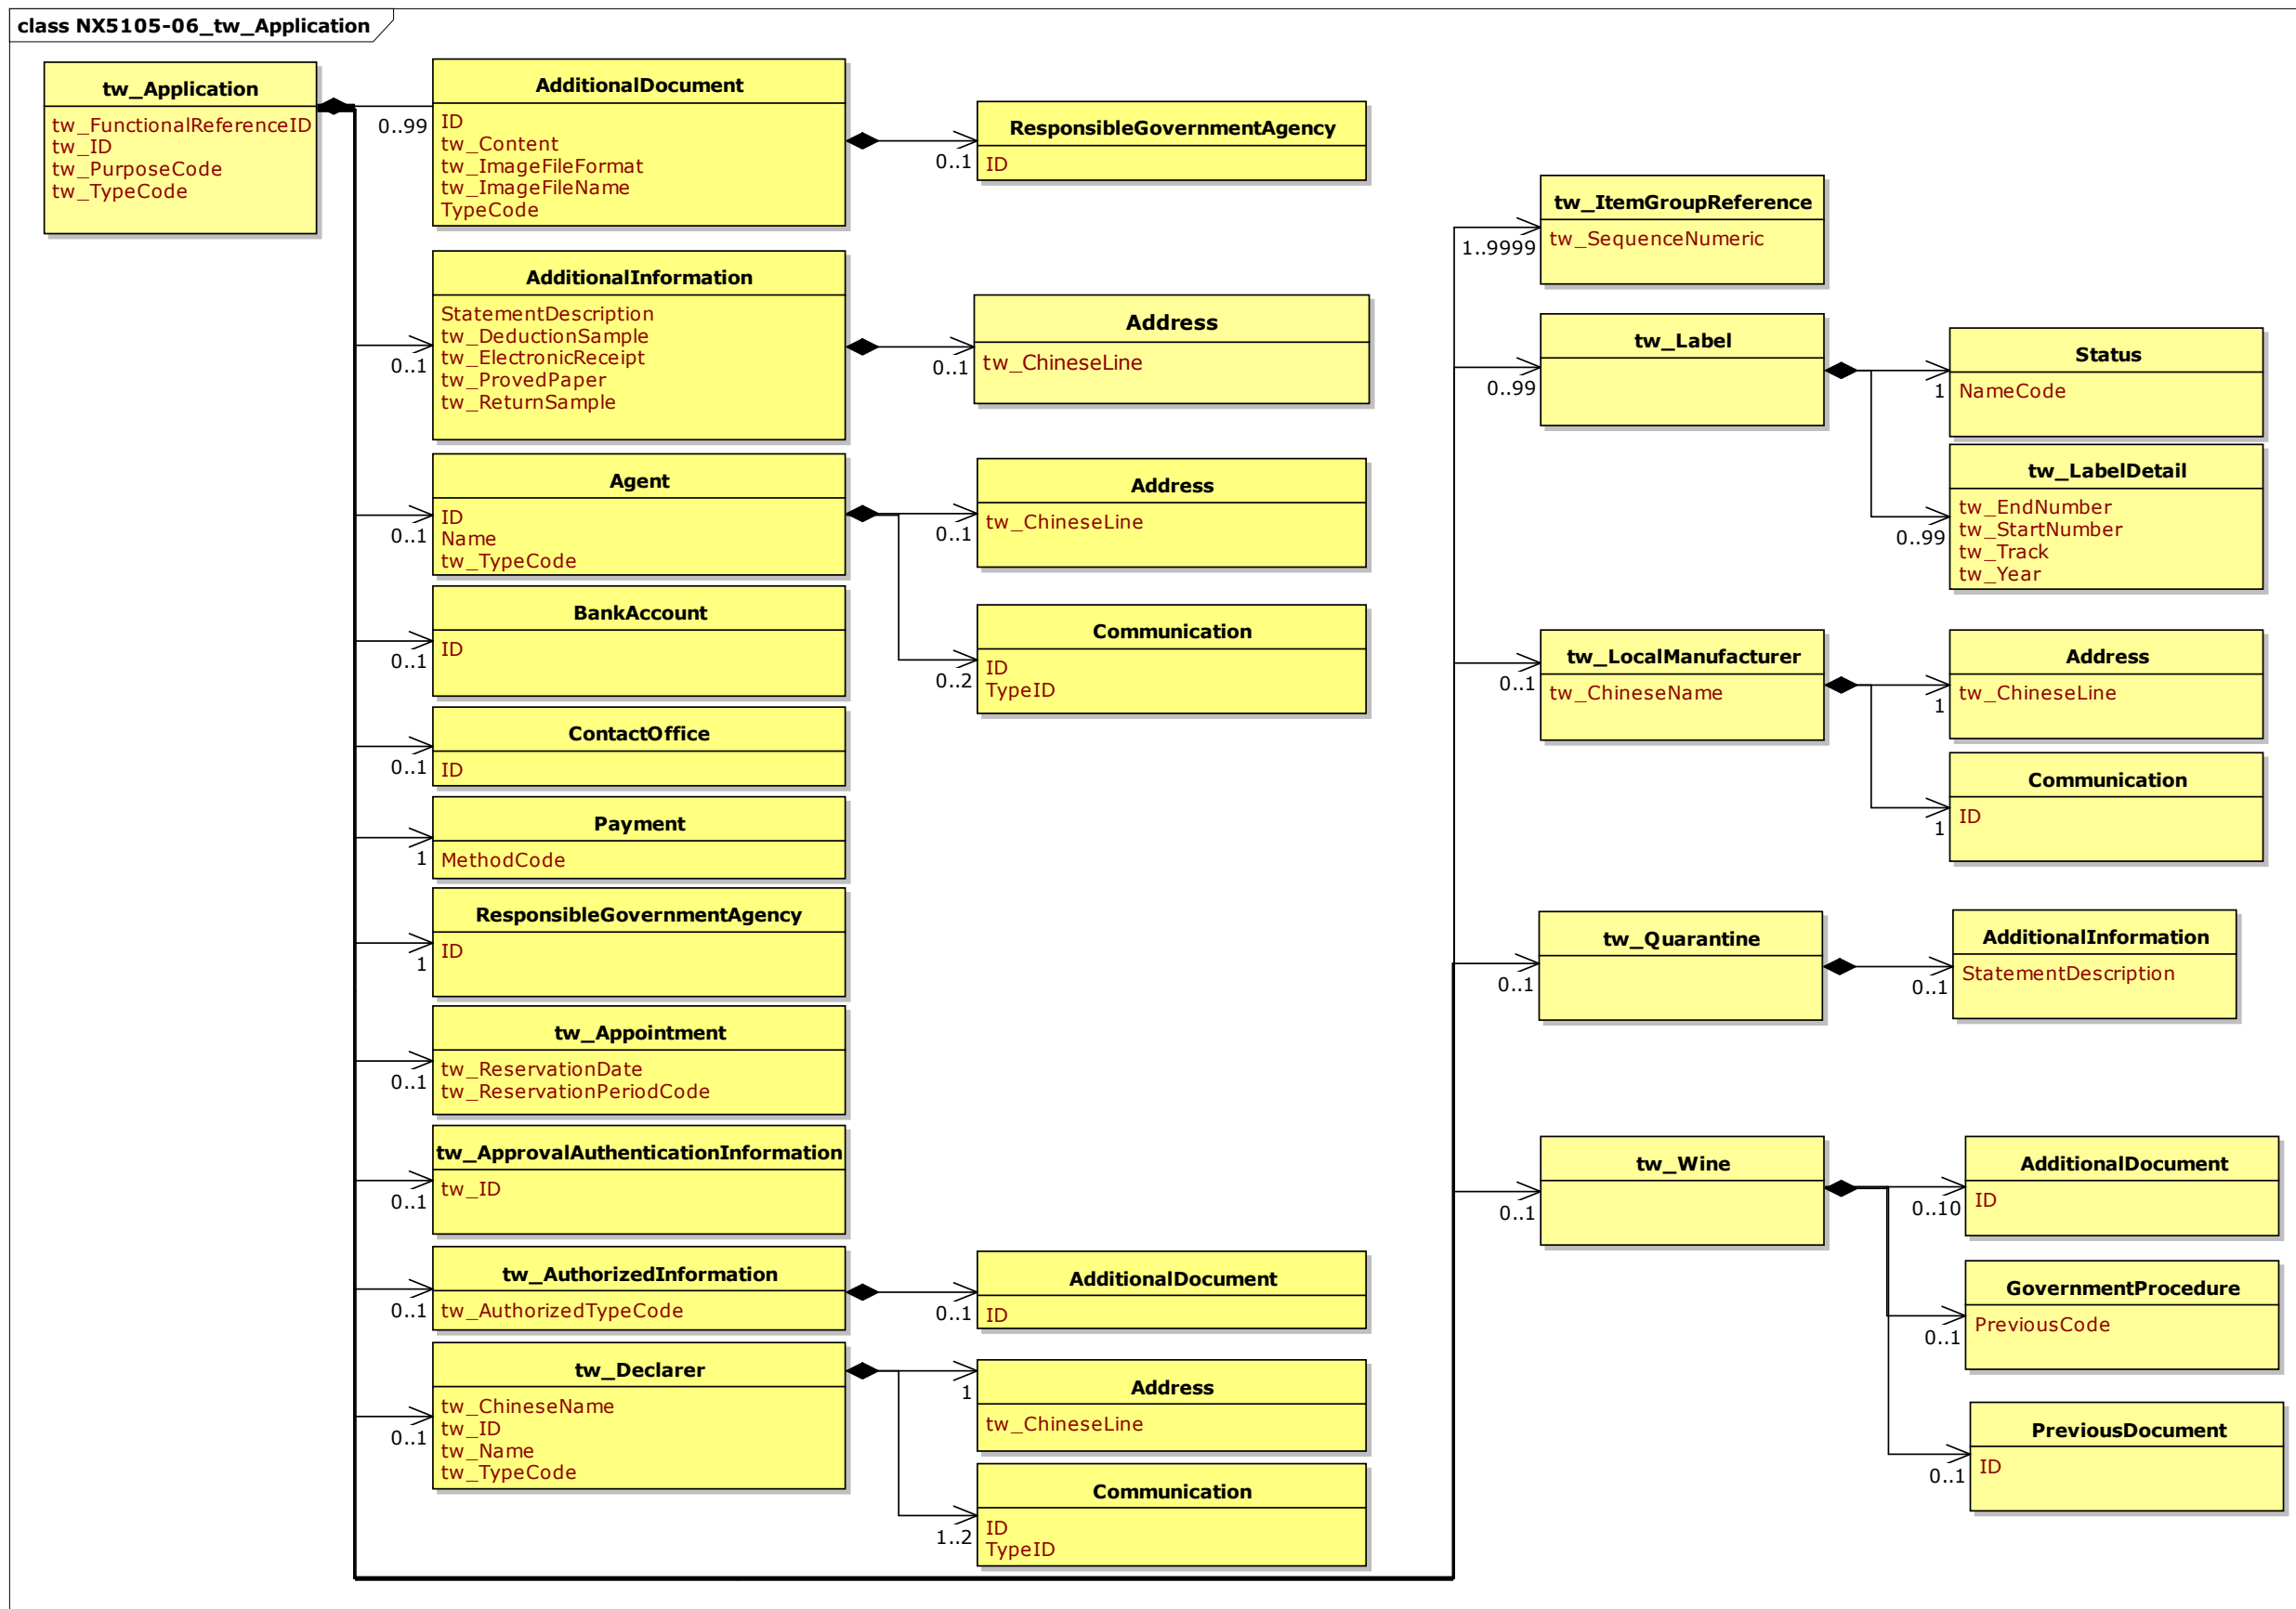 class NX5105-06_tw_Application
tw_Application
tw_FunctionalReferenceID
tw_ID
tw_PurposeCode
tw_TypeCode
0..99
AdditionalDocument
ID
tw_Content
tw_ImageFileFormat
tw_ImageFileName
TypeCode
0..1
ResponsibleGovernmentAgency
ID
0..1
AdditionalInformation
StatementDescription
tw_DeductionSample
tw_ElectronicReceipt
tw_ProvedPaper
tw_ReturnSample
0..1
Address
tw_ChineseLine
0..1
Agent
ID
Name
tw_TypeCode
0..1
Address
tw_ChineseLine
0..2
Communication
ID
TypeID
0..1
BankAccount
ID
0..1
ContactOffice
ID
1
Payment
MethodCode
1
ResponsibleGovernmentAgency
ID
0..1
tw_Appointment
tw_ReservationDate
tw_ReservationPeriodCode
0..1
tw_ApprovalAuthenticationInformation
tw_ID
0..1
tw_AuthorizedInformation
tw_AuthorizedTypeCode
0..1
AdditionalDocument
ID
0..1
tw_Declarer
tw_ChineseName
tw_ID
tw_Name
tw_TypeCode
1
Address
tw_ChineseLine
1..2
Communication
ID
TypeID
1..9999
tw_ItemGroupReference
tw_SequenceNumeric
0..99
tw_Label
1
Status
NameCode
0..99
tw_LabelDetail
tw_EndNumber
tw_StartNumber
tw_Track
tw_Year
0..1
tw_LocalManufacturer
tw_ChineseName
1
Address
tw_ChineseLine
1
Communication
ID
0..1
tw_Quarantine
0..1
AdditionalInformation
StatementDescription
0..1
tw_Wine
0..10
AdditionalDocument
ID
0..1
GovernmentProcedure
PreviousCode
0..1
PreviousDocument
ID